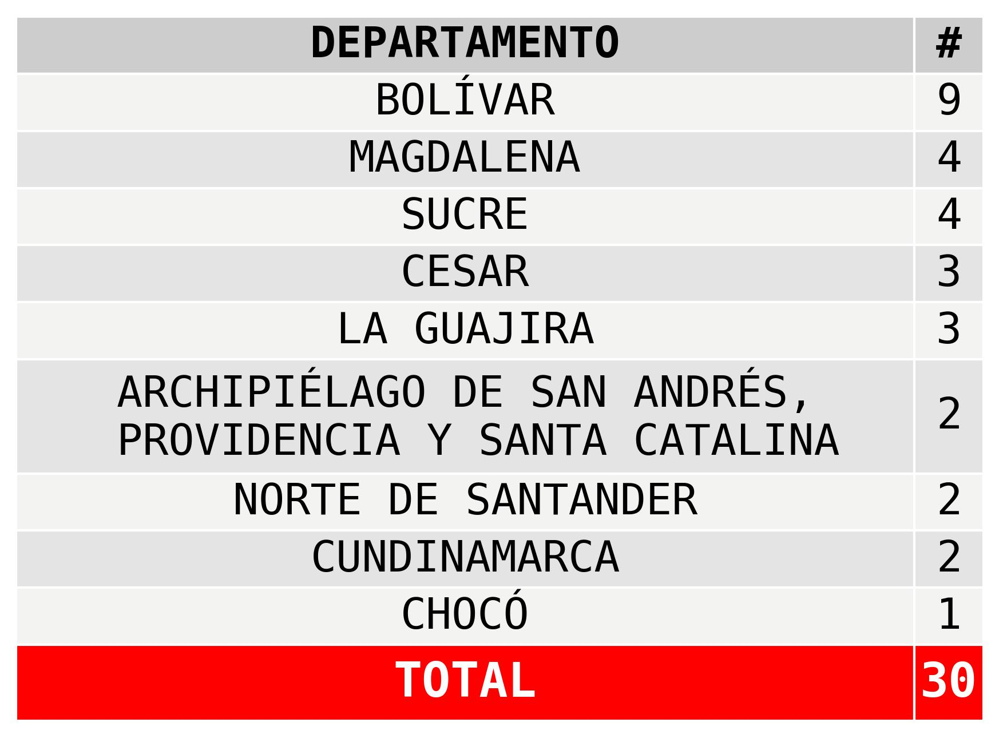 DEPARTAMENTO #
BOLÍVAR 9
MAGDALENA 4
SUCRE 4
CESAR 3
LA GUAJIRA 3
ARCHIPIÉLAGO DE SAN ANDRÉS,
PROVIDENCIA Y SANTA CATALINA 2
NORTE DE SANTANDER 2
CUNDINAMARCA 2
CHOCÓ 1
TOTAL 30